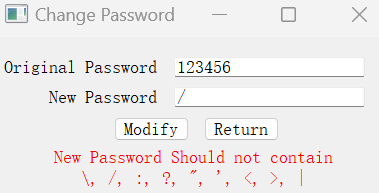 Change Password
Original Password 123456
New Password /
Modify Return
New Password Should not contain
\, /, :, ?, ", ', <, >, |